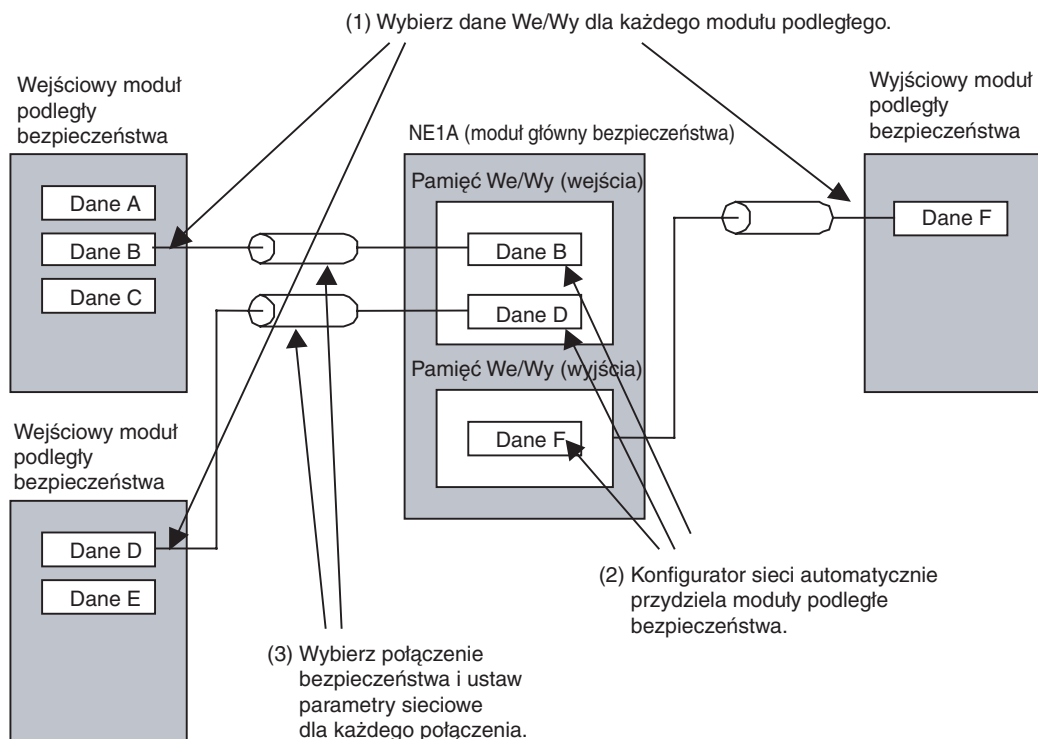 (1) Wybierz dane We/Wy dla każdego modułu podległego.
Wejściowy moduł
podległy
bezpieczeństwa
Dane A
Dane B
Dane C
Wejściowy moduł
podległy
bezpieczeństwa
Dane D
Dane E
NE1A (moduł główny bezpieczeństwa)
Pamięć We/Wy (wejścia)
Dane B
Dane D
Pamięć We/Wy (wyjścia)
Dane F
Wyjściowy moduł
podległy
bezpieczeństwa
Dane F
(2) Konfigurator sieci automatycznie
przydziela moduły podległe
bezpieczeństwa.
(3) Wybierz połączenie
bezpieczeństwa i ustaw
parametry sieciowe
dla każdego połączenia.